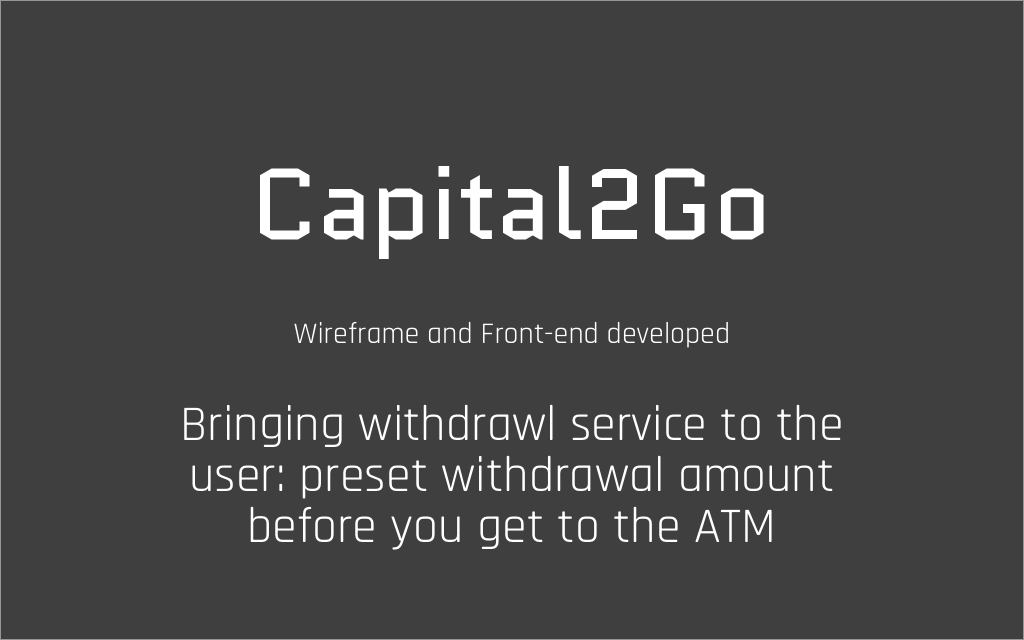 Capital2Go
Wireframe and Front-end developed
Bringing withdrawl service to the
user: preset withdrawal amount
before you get to the ATM